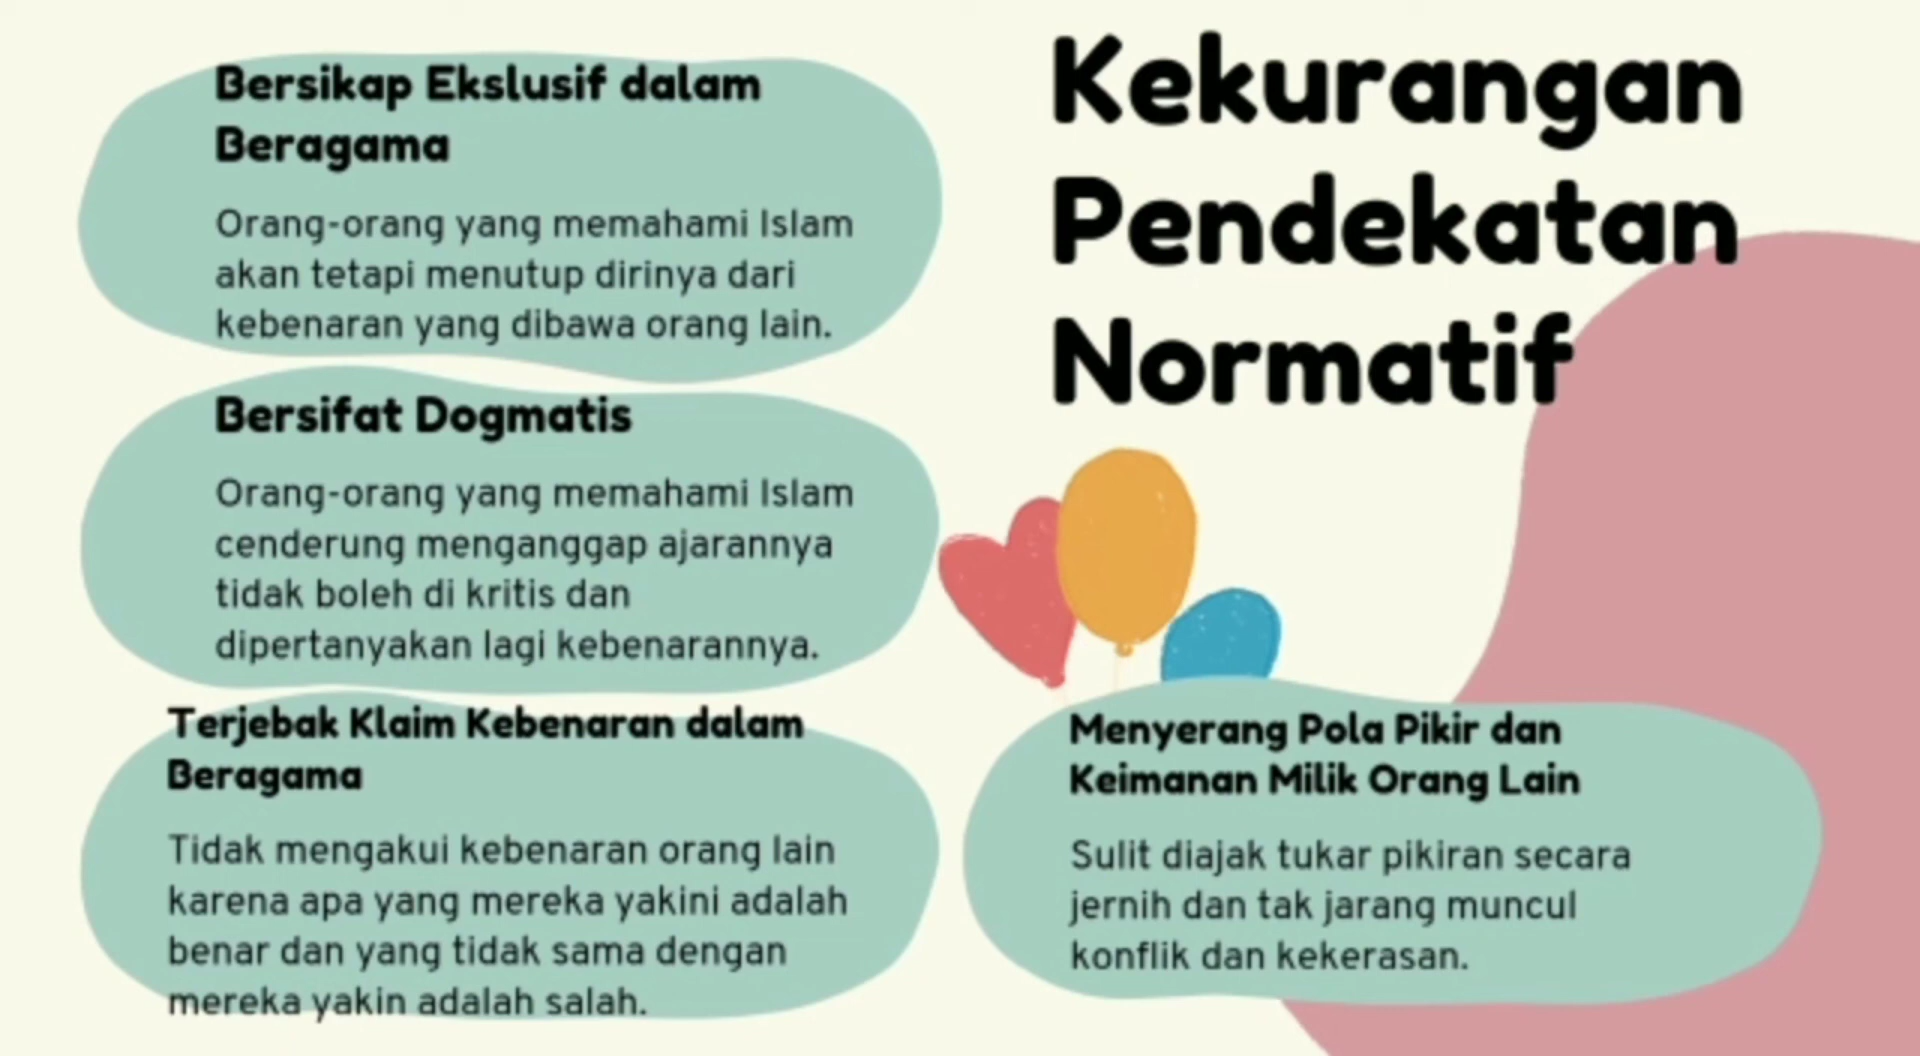 Kekurangan
Pendekatan
Normatif
Bersikap Ekslusif dalam
Beragama
Orang-orang yang memahami Islam
akan tetapi menutup dirinya dari
kebenaran yang dibawa orang lain.
Bersifat Dogmatis
Orang-orang yang memahami Islam
cenderung menganggap ajarannya
tidak boleh di kritis dan
dipertanyakan lagi kebenarannya.
Terjebak Klaim Kebenaran dalam
Beragama
Tidak mengakui kebenaran orang lain
karena apa yang mereka yakini adalah
benar dan yang tidak sama dengan
mereka yakin adalah salah.
Menyerang Pola Pikir dan
Keimanan Milik Orang Lain
Sulit diajak tukar pikiran secara
jernih dan tak jarang muncul
konflik dan kekerasan.